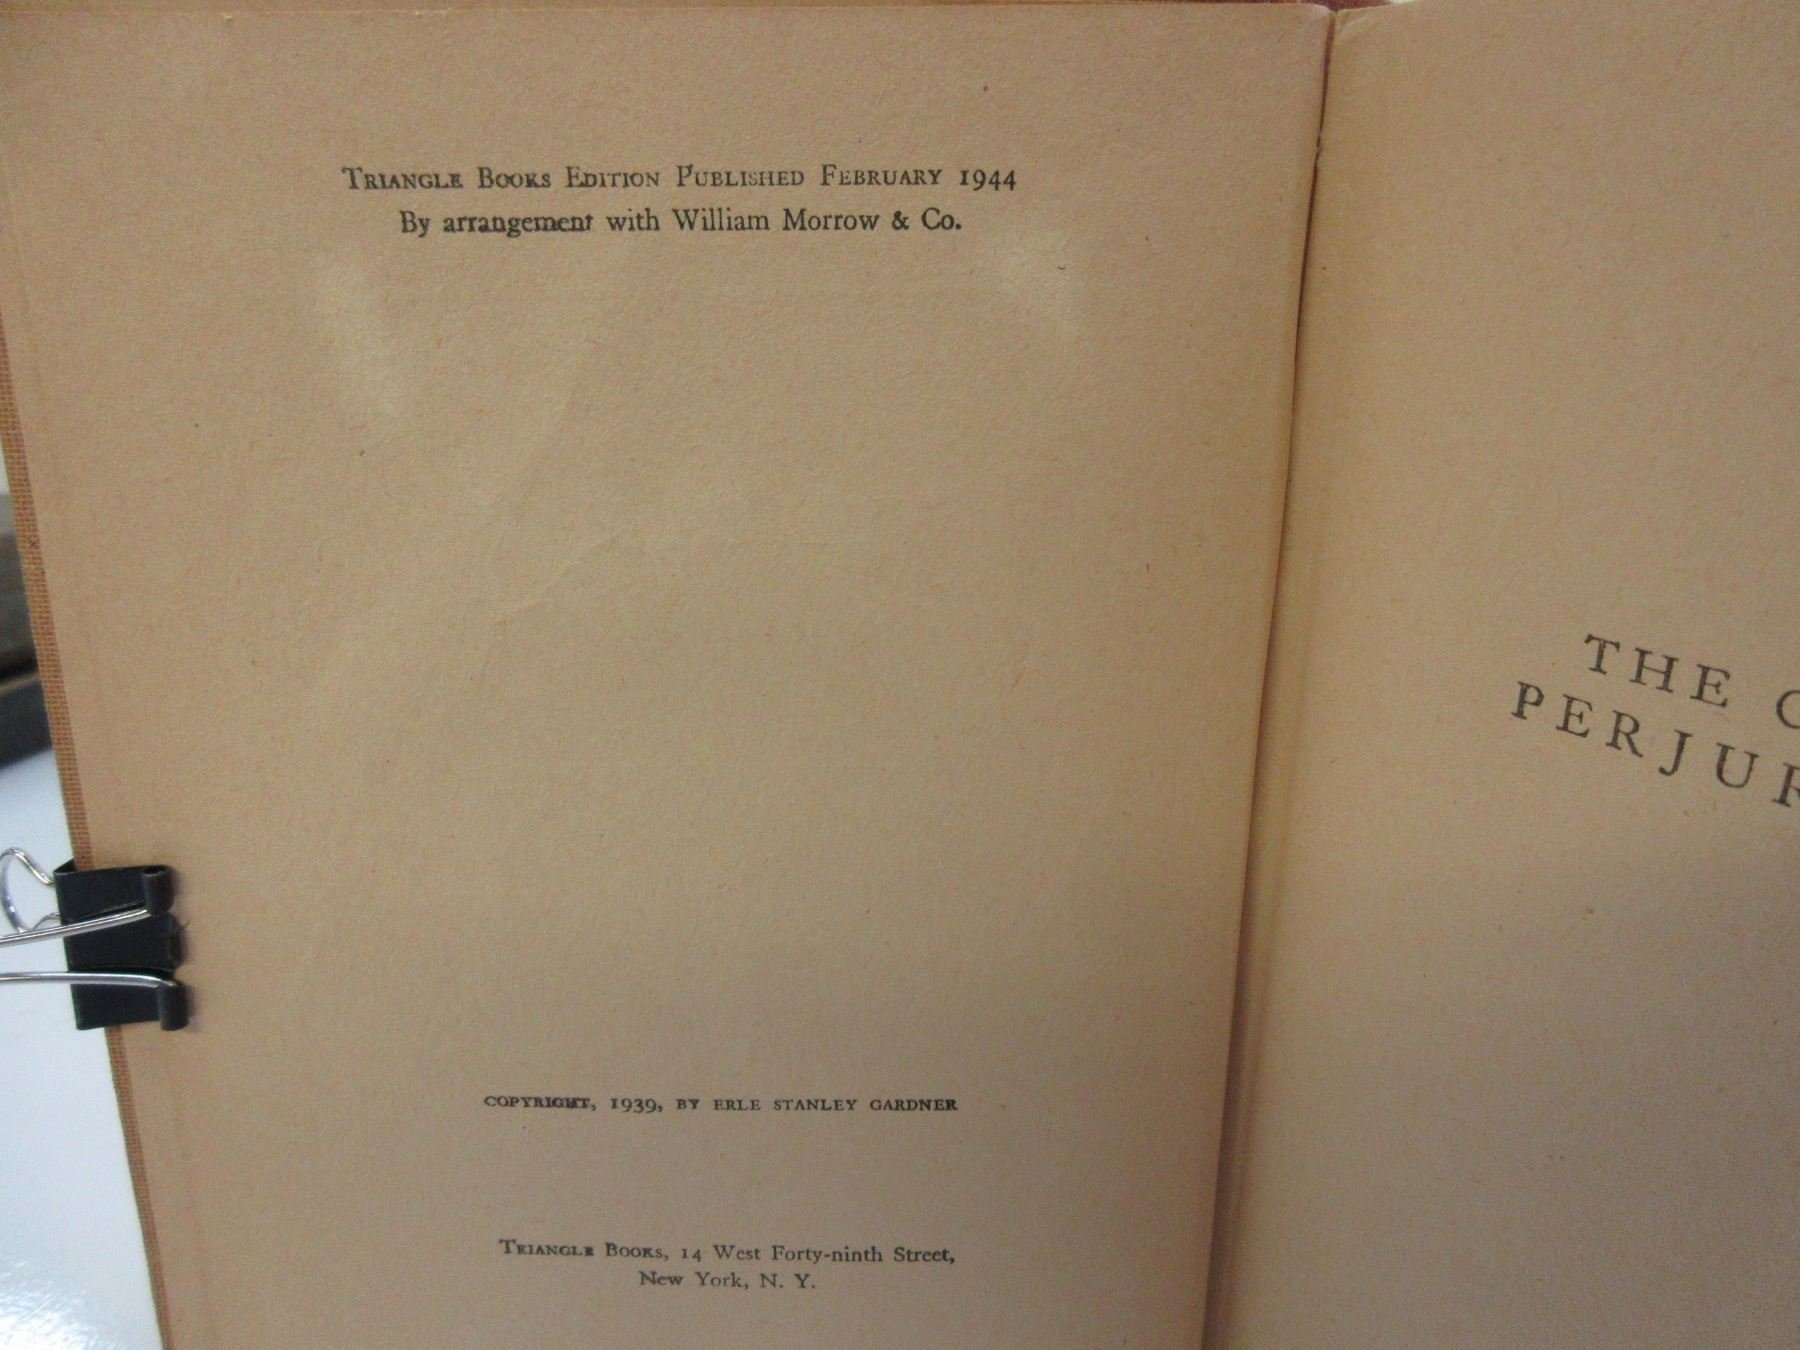 TRIANGLE BOOKS EDITION PUBLISHED FEBRUARY 1944
By arrangement with William Morrow & Co.
COPYRIGHT, 1939, BY ERLE STANLEY GARDNER
TRIANGLE BOOKS, 14 West Forty-ninth Street,
New York, N. Y.
THE